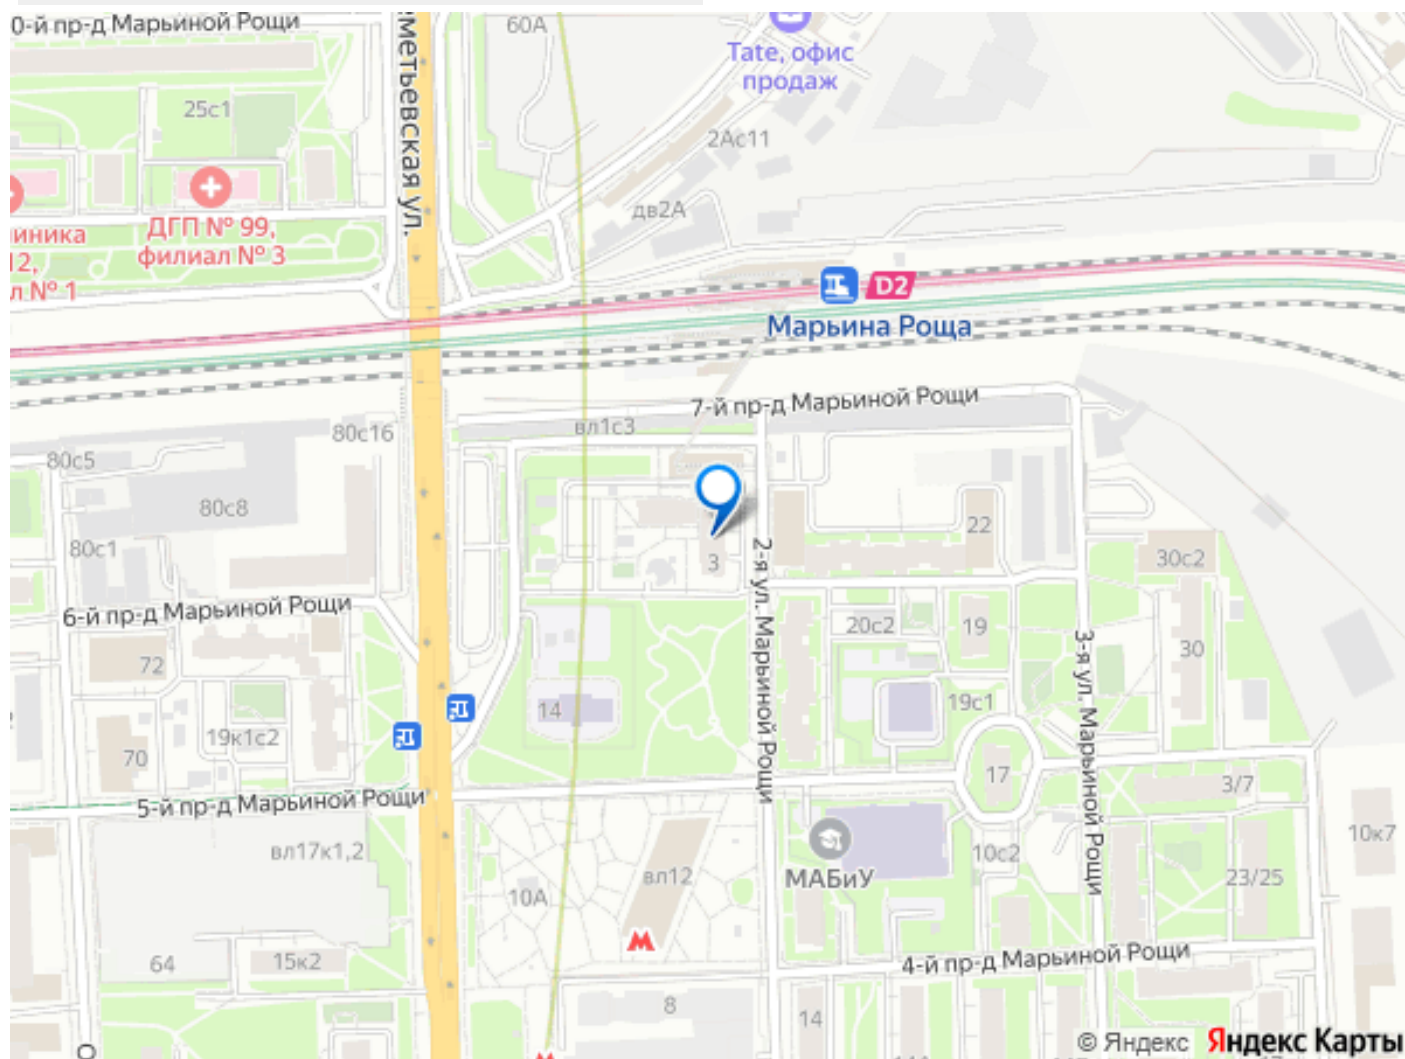 0-й пр-д Марьиной Рощи
60А
Tate, офис
продаж
метьевская ул.
25с1
2Ас11
ДГП № 99,
филиал № 3
иника
12,
л № 1
дв2А
D2
Марьина Роща
7-й пр-д Марьиной Рощи
вл1с3
80с16
80с5
80с8
80с1
22
3
30с2
2-я ул. Марьиной Рощи
6-й пр-д Марьиной Рощи
20с2
19
3-я ул. Марьиной Рощи
30
72
14
19с1
70
19к1с2
17
3/7
5-й пр-д Марьиной Рощи
10к7
вл17к1,2
10с2
МАБиУ
вл12
10А
23/25
64
15к2
4-й пр-д Марьиной Рощи
8
14
© Яндекс Яндекс Карты